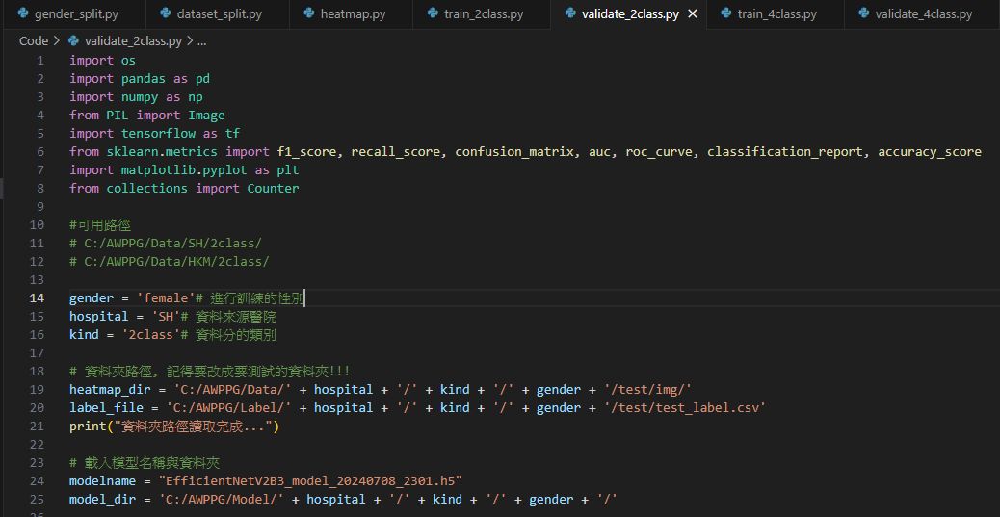 gender_split.py dataset_split.py heatmap.py train_2class.py validate_2class.py train_4class.py validate_4class.py
Code > validate_2class.py > ...
1 import os
2 import pandas as pd
3 import numpy as np
4 from PIL import Image
5 import tensorflow as tf
6 from sklearn.metrics import f1_score, recall_score, confusion_matrix, auc, roc_curve, classification_report, accuracy_score
7 import matplotlib.pyplot as plt
8 from collections import Counter
9
10 #可用路徑
11 # C:/AWPPG/Data/SH/2class/
12 # C:/AWPPG/Data/HKM/2class/
13
14 gender = 'female'# 進行訓練的性別
15 hospital = 'SH'# 資料來源醫院
16 kind = '2class'# 資料分的類別
17
18 # 資料夾路徑, 記得要改成要測試的資料夾!!!
19 heatmap_dir = 'C:/AWPPG/Data/' + hospital + '/' + kind + '/' + gender + '/test/img/'
20 label_file = 'C:/AWPPG/Label/' + hospital + '/' + kind + '/' + gender + '/test/test_label.csv'
21 print("資料夾路徑讀取完成...")
22
23 # 載入模型名稱與資料夾
24 modelname = "EfficientNetV2B3_model_20240708_2301.h5"
25 model_dir = 'C:/AWPPG/Model/' + hospital + '/' + kind + '/' + gender + '/'